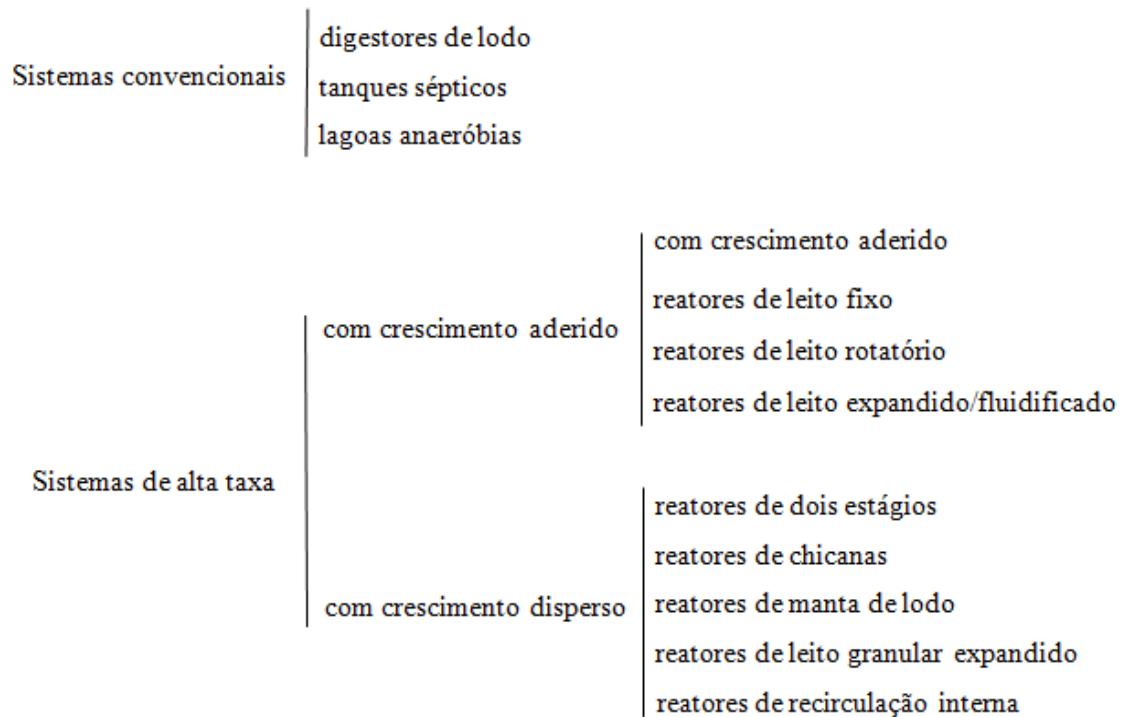 Sistemas convencionais
digestores de lodo
tanques sépticos
lagoas anaeróbias
Sistemas de alta taxa
com crescimento aderido
com crescimento aderido
reatores de leito fixo
reatores de leito rotatório
reatores de leito expandido/fluidificado
com crescimento disperso
reatores de dois estágios
reatores de chicanas
reatores de manta de lodo
reatores de leito granular expandido
reatores de recirculação interna